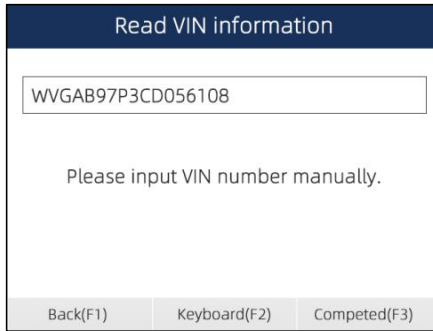 Read VIN information
WVGAB97P3CD056108
Please input VIN number manually.
Back(F1) Keyboard(F2) Competed(F3)